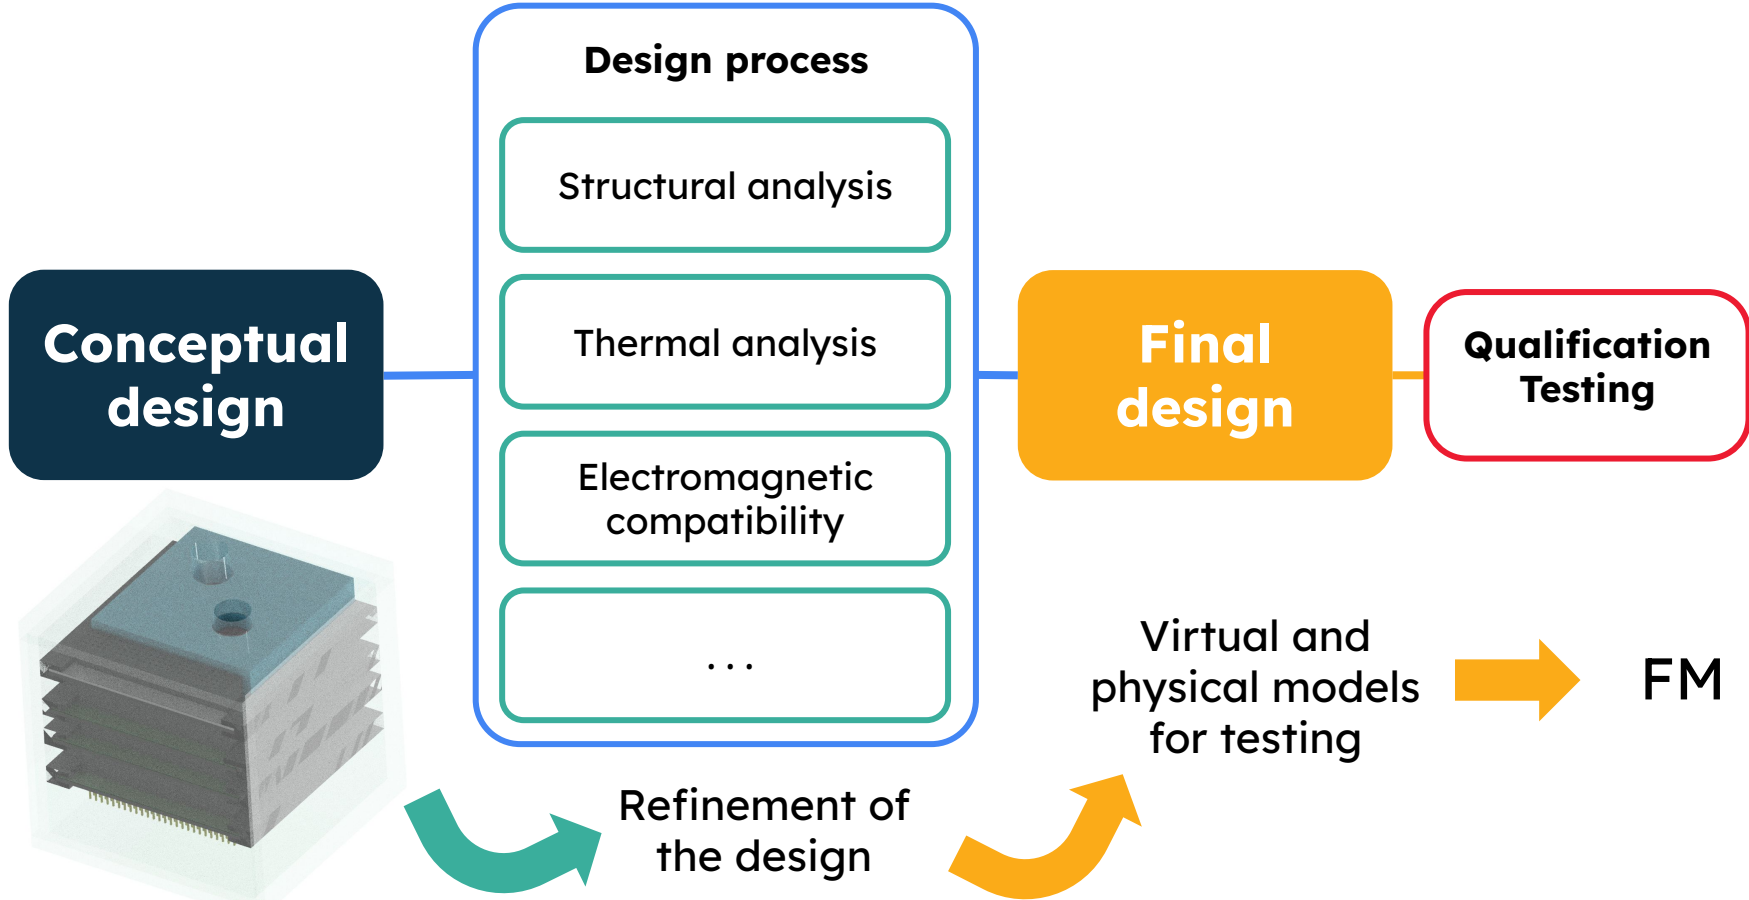 Design process
Structural analysis
Thermal analysis
Electromagnetic
compatibility
...
Conceptual
design
Final
design
Qualification
Testing
Refinement of
the design
Virtual and
physical models
for testing
FM